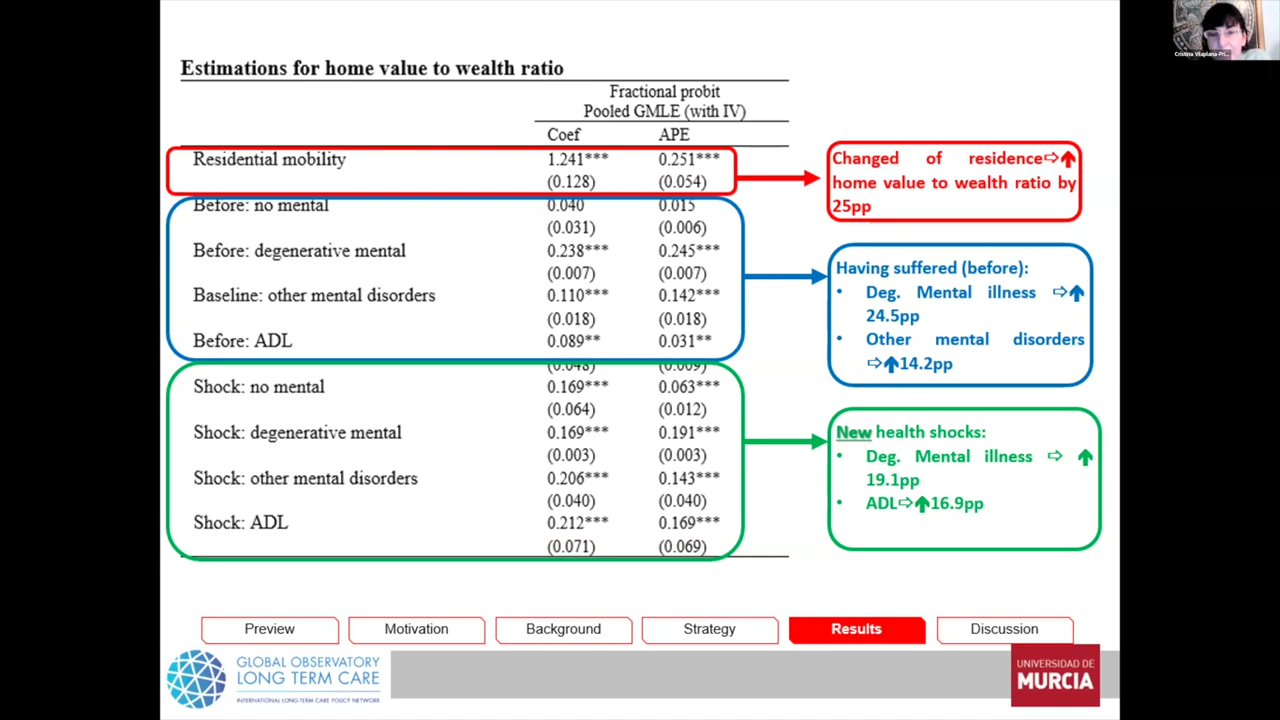 Cristina Vilaplana-Pri...
Estimations for home value to wealth ratio
Fractional probit
Pooled GMLE (with IV)
Coef APE
Residential mobility 1.241*** 0.251***
(0.128) (0.054)
Before: no mental 0.040 0.015
(0.031) (0.006)
Before: degenerative mental 0.238*** 0.245***
(0.007) (0.007)
Baseline: other mental disorders 0.110*** 0.142***
(0.018) (0.018)
Before: ADL 0.089** 0.031**
(0.048) (0.009)
Shock: no mental 0.169*** 0.063***
(0.064) (0.012)
Shock: degenerative mental 0.169*** 0.191***
(0.003) (0.003)
Shock: other mental disorders 0.206*** 0.143***
(0.040) (0.040)
Shock: ADL 0.212*** 0.169***
(0.071) (0.069)
Changed of residence⇨⬆
home value to wealth ratio by
25pp
Having suffered (before):
• Deg. Mental illness ⇨⬆
24.5pp
• Other mental disorders
⇨⬆14.2pp
New health shocks:
• Deg. Mental illness ⇨ ⬆
19.1pp
• ADL⇨⬆16.9pp
Preview Motivation Background Strategy Results Discussion
GLOBAL OBSERVATORY
LONG TERM CARE
INTERNATIONAL LONG-TERM CARE POLICY NETWORK
UNIVERSIDAD DE
MURCIA